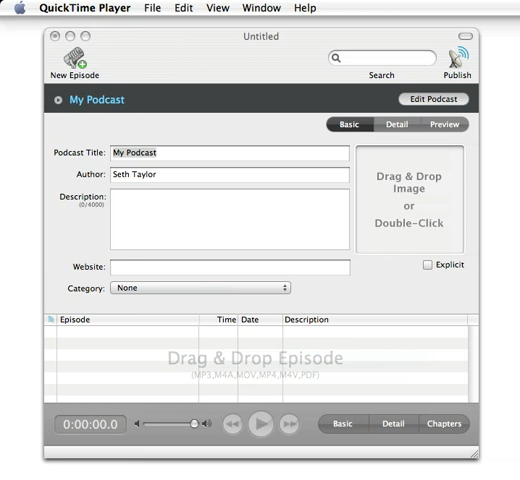 QuickTime Player File Edit View Window Help
Untitled
New Episode
Search
Publish
My Podcast
Edit Podcast
Basic Detail Preview
Podcast Title: My Podcast
Author: Seth Taylor
Description:
(0/4000)
Drag & Drop
Image
or
Double-Click
Website:
Explicit
Category: None
Episode Time Date Description
Drag & Drop Episode
(MP3,M4A,MOV,MP4,M4V,PDF)
0:00:00.0
Basic Detail Chapters